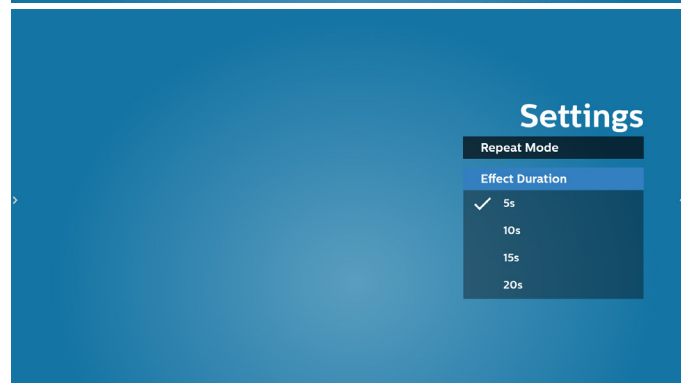 Settings
Repeat Mode
Effect Duration
5s
10s
15s
20s